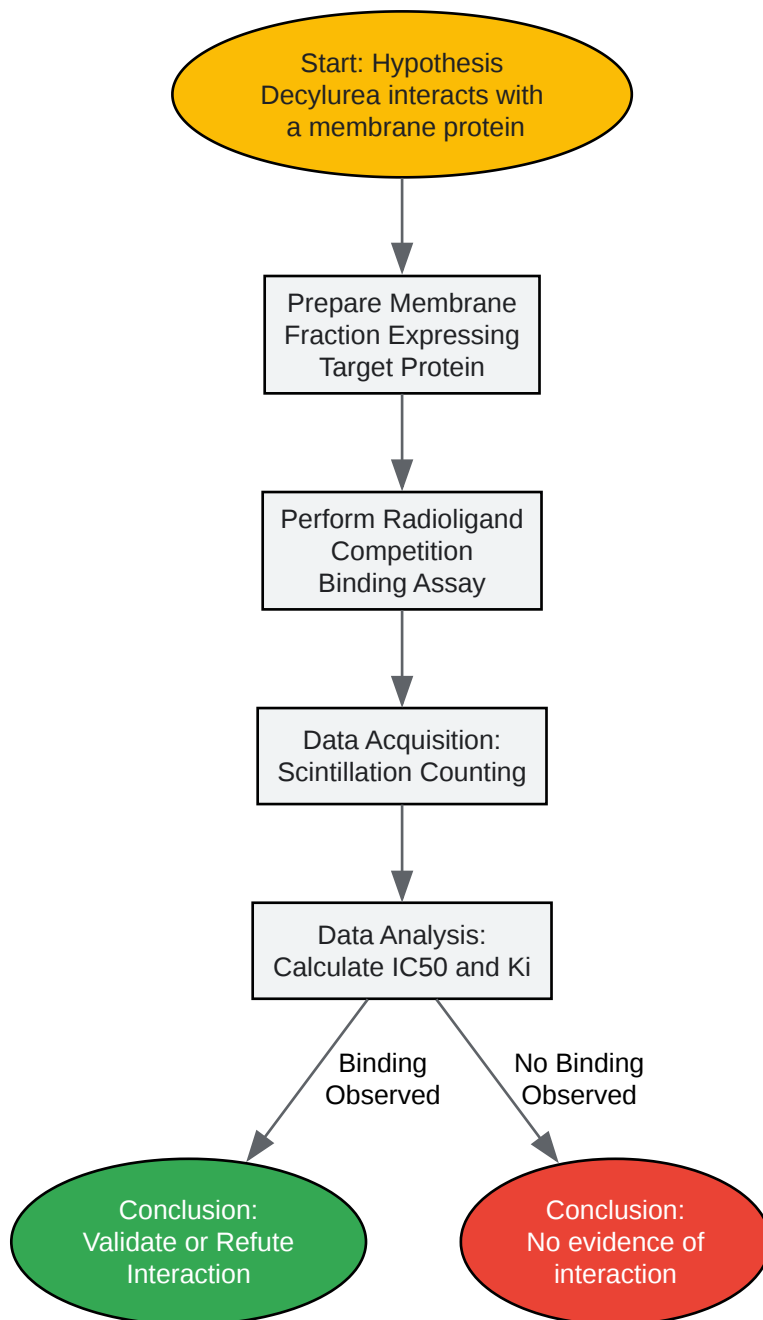 Start: Hypothesis
Decylurea interacts with
a membrane protein
Prepare Membrane
Fraction Expressing
Target Protein
Perform Radioligand
Competition
Binding Assay
Data Acquisition:
Scintillation Counting
Data Analysis:
Calculate IC50 and Ki
Binding
Observed
No Binding
Observed
Conclusion:
Validate or Refute
Interaction
Conclusion:
No evidence of
interaction